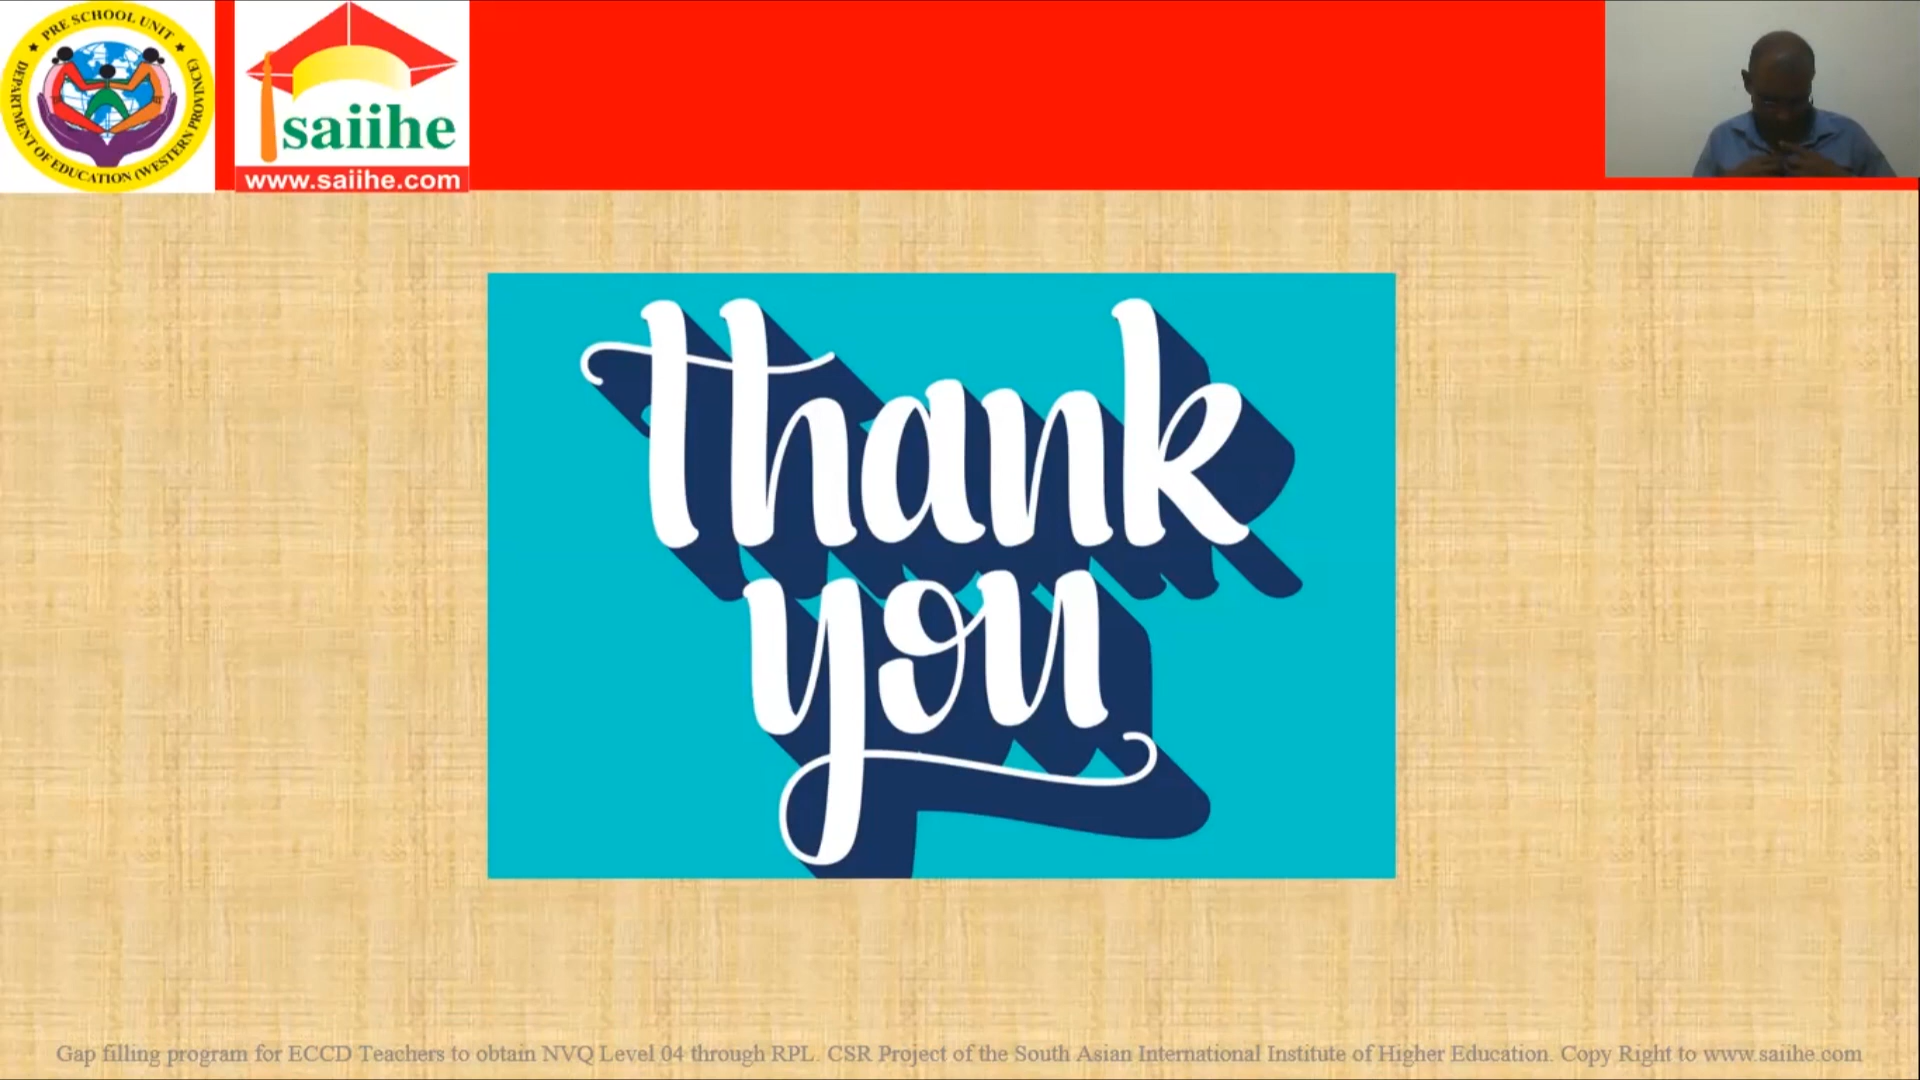 PRE SCHOOL UNIT
DEPARTMENT OF EDUCATION (WESTERN PROVINCE)
saiihe
www.saiihe.com
thank
you
Gap filling program for ECCD Teachers to obtain NVQ Level 04 through RPL. CSR Project of the South Asian International Institute of Higher Education. Copy Right to www.saiihe.com